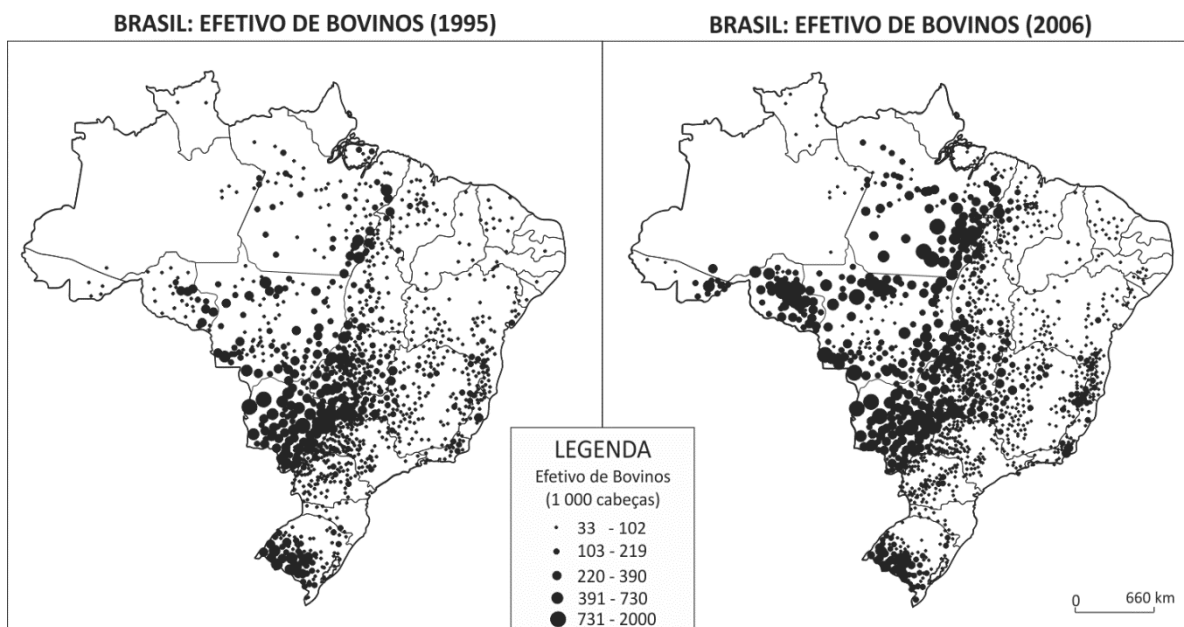 BRASIL: EFETIVO DE BOVINOS (1995)
BRASIL: EFETIVO DE BOVINOS (2006)
LEGENDA
Efetivo de Bovinos
(1 000 cabeças)
33 - 102
103 - 219
220 - 390
391 - 730
731 - 2000
0 660 km